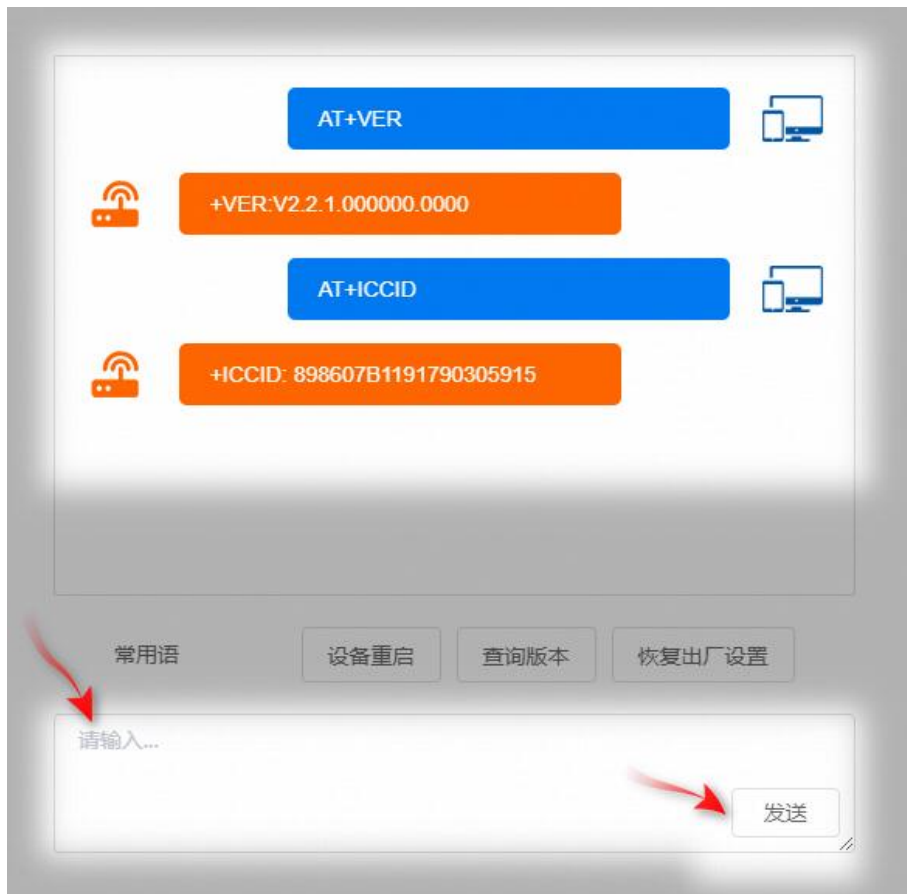 AT+VER
+VER:V2.2.1.000000.0000
AT+ICCID
+ICCID: 898607B1191790305915
常用语 设备重启 查询版本 恢复出厂设置
请输入...
发送